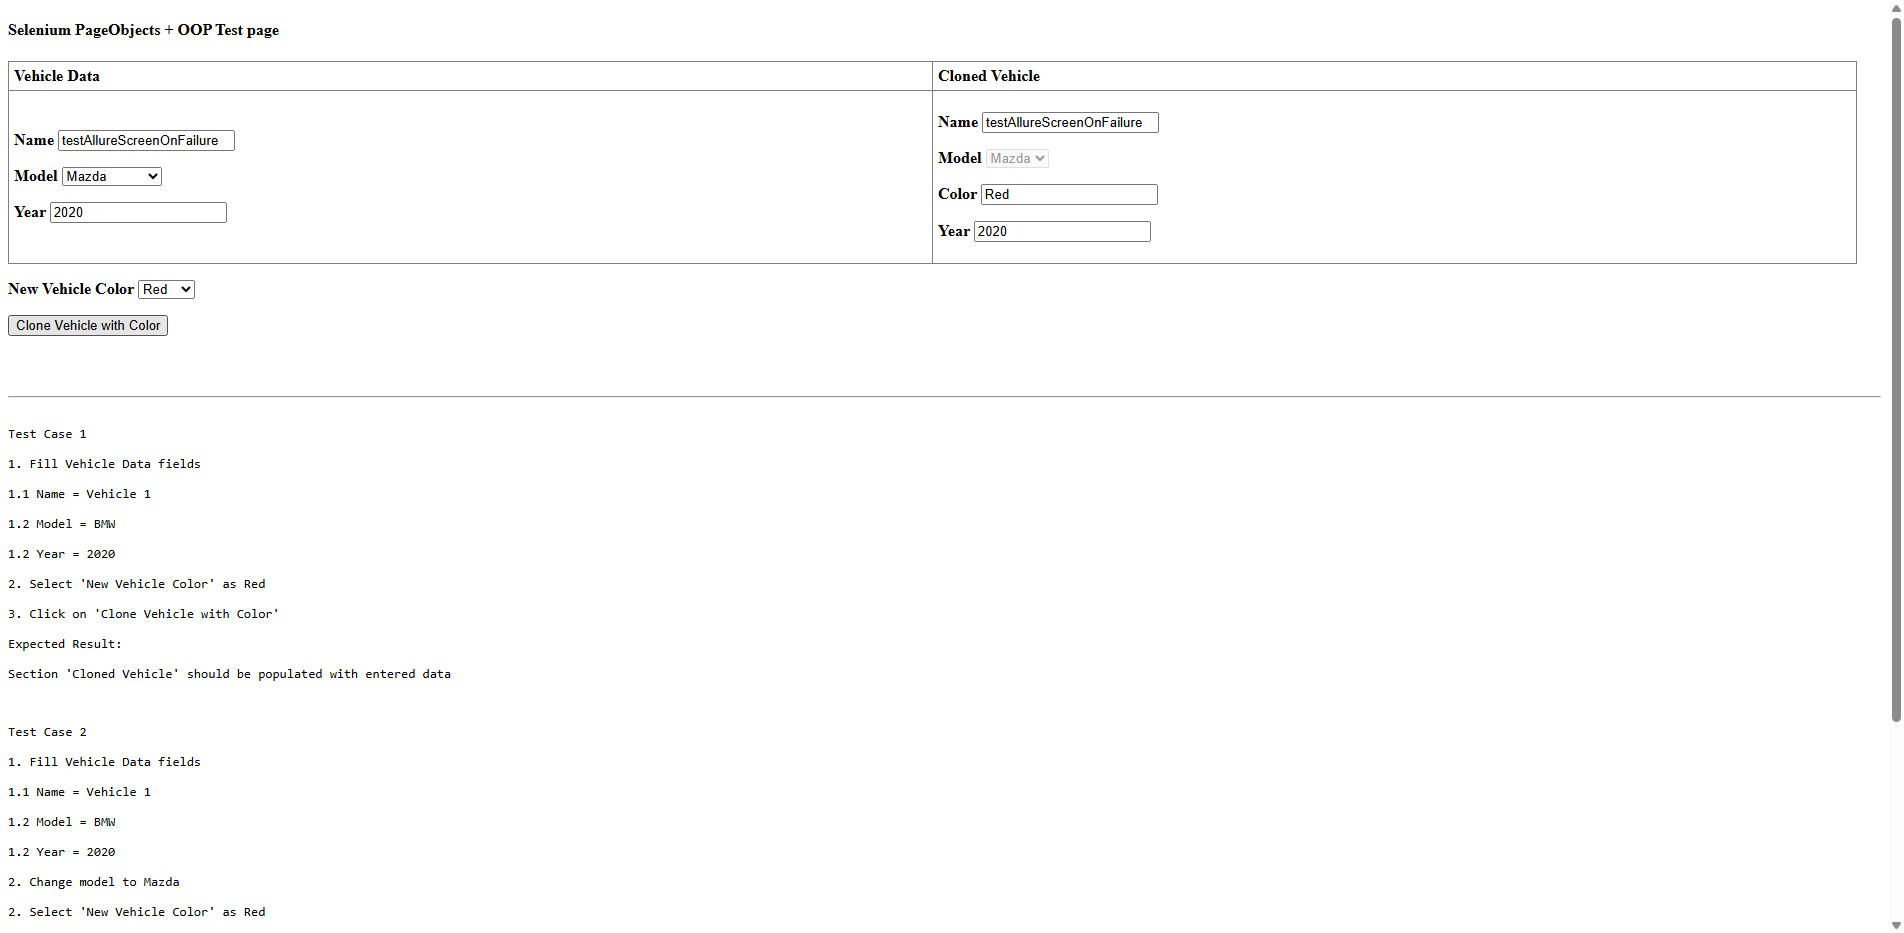 Selenium PageObjects + OOP Test page
Vehicle Data
Cloned Vehicle
Name testAllureScreenOnFailure
Model Mazda
Year 2020
Name testAllureScreenOnFailure
Model Mazda
Color Red
Year 2020
New Vehicle Color Red
Clone Vehicle with Color
Test Case 1
1. Fill Vehicle Data fields
1.1 Name = Vehicle 1
1.2 Model = BMW
1.2 Year = 2020
2. Select 'New Vehicle Color' as Red
3. Click on 'Clone Vehicle with Color'
Expected Result:
Section 'Cloned Vehicle' should be populated with entered data
Test Case 2
1. Fill Vehicle Data fields
1.1 Name = Vehicle 1
1.2 Model = BMW
1.2 Year = 2020
2. Change model to Mazda
2. Select 'New Vehicle Color' as Red